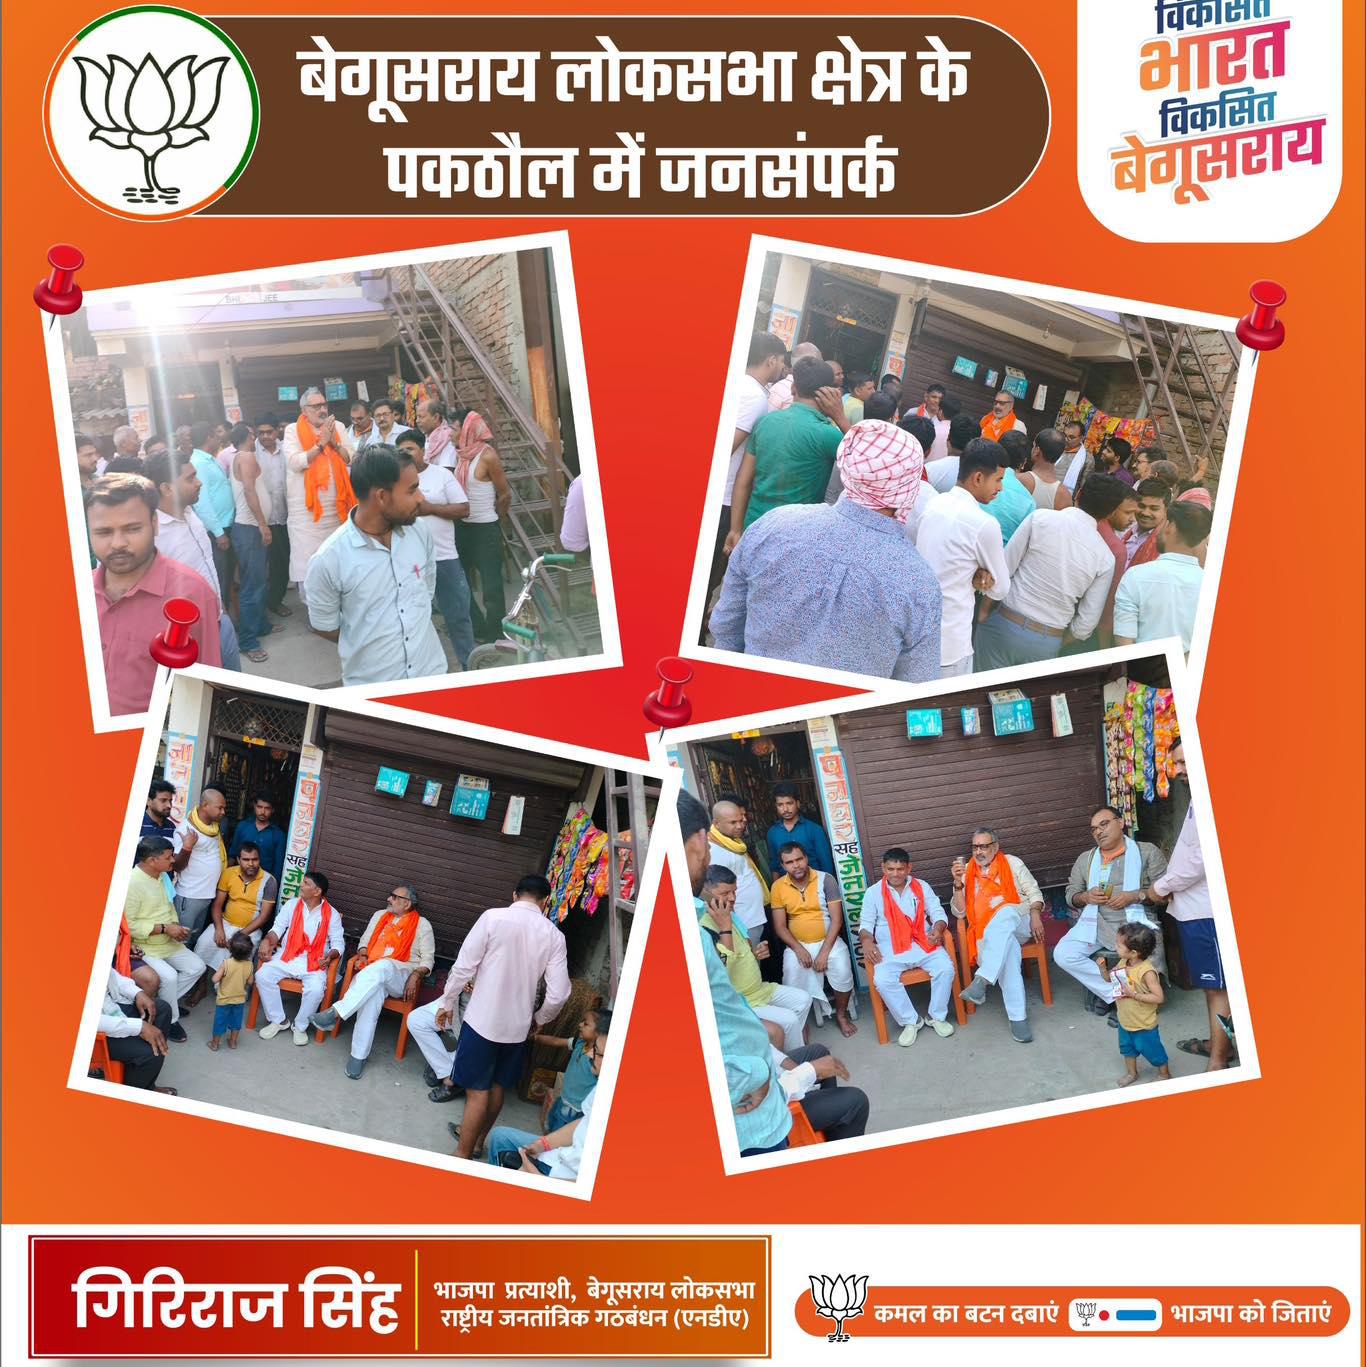 बेगूसराय लोकसभा क्षेत्र के
पकठौल में जनसंपर्क
विकसित
भारत
विकसित
बेगूसराय
जा
सह
गिरिराज सिंह
भाजपा प्रत्याशी, बेगूसराय लोकसभा
राष्ट्रीय जनतांत्रिक गठबंधन (एनडीए)
कमल का बटन दबाएं
भाजपा को जिताएं